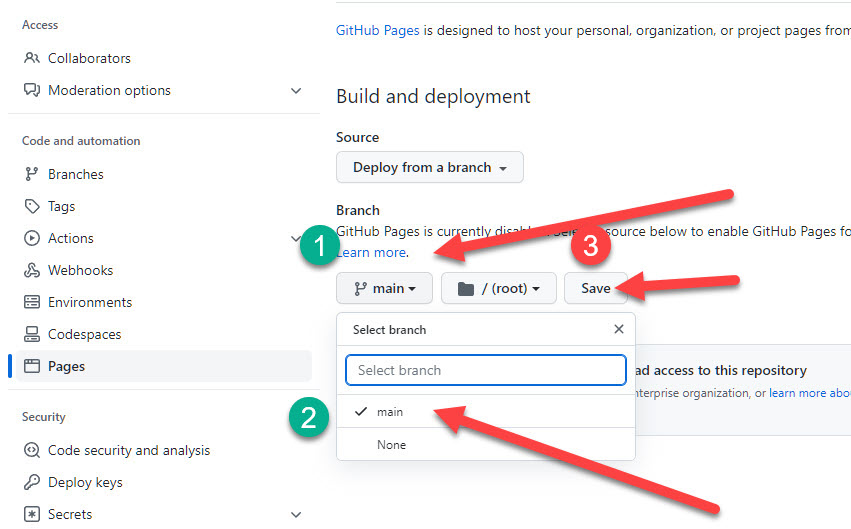 Access
Collaborators
Moderation options
Code and automation
Branches
Tags
Actions
Webhooks
Environments
Codespaces
Pages
Security
Code security and analysis
Deploy keys
Secrets
GitHub Pages is designed to host your personal, organization, or project pages from
Build and deployment
Source
Deploy from a branch
Branch
GitHub Pages is currently source below to enable GitHub Pages for
Learn more.
1
3
main
/ (root)
Save
Select branch
Select branch
2
main
None
ad access to this repository
nterprise organization, or learn more abou